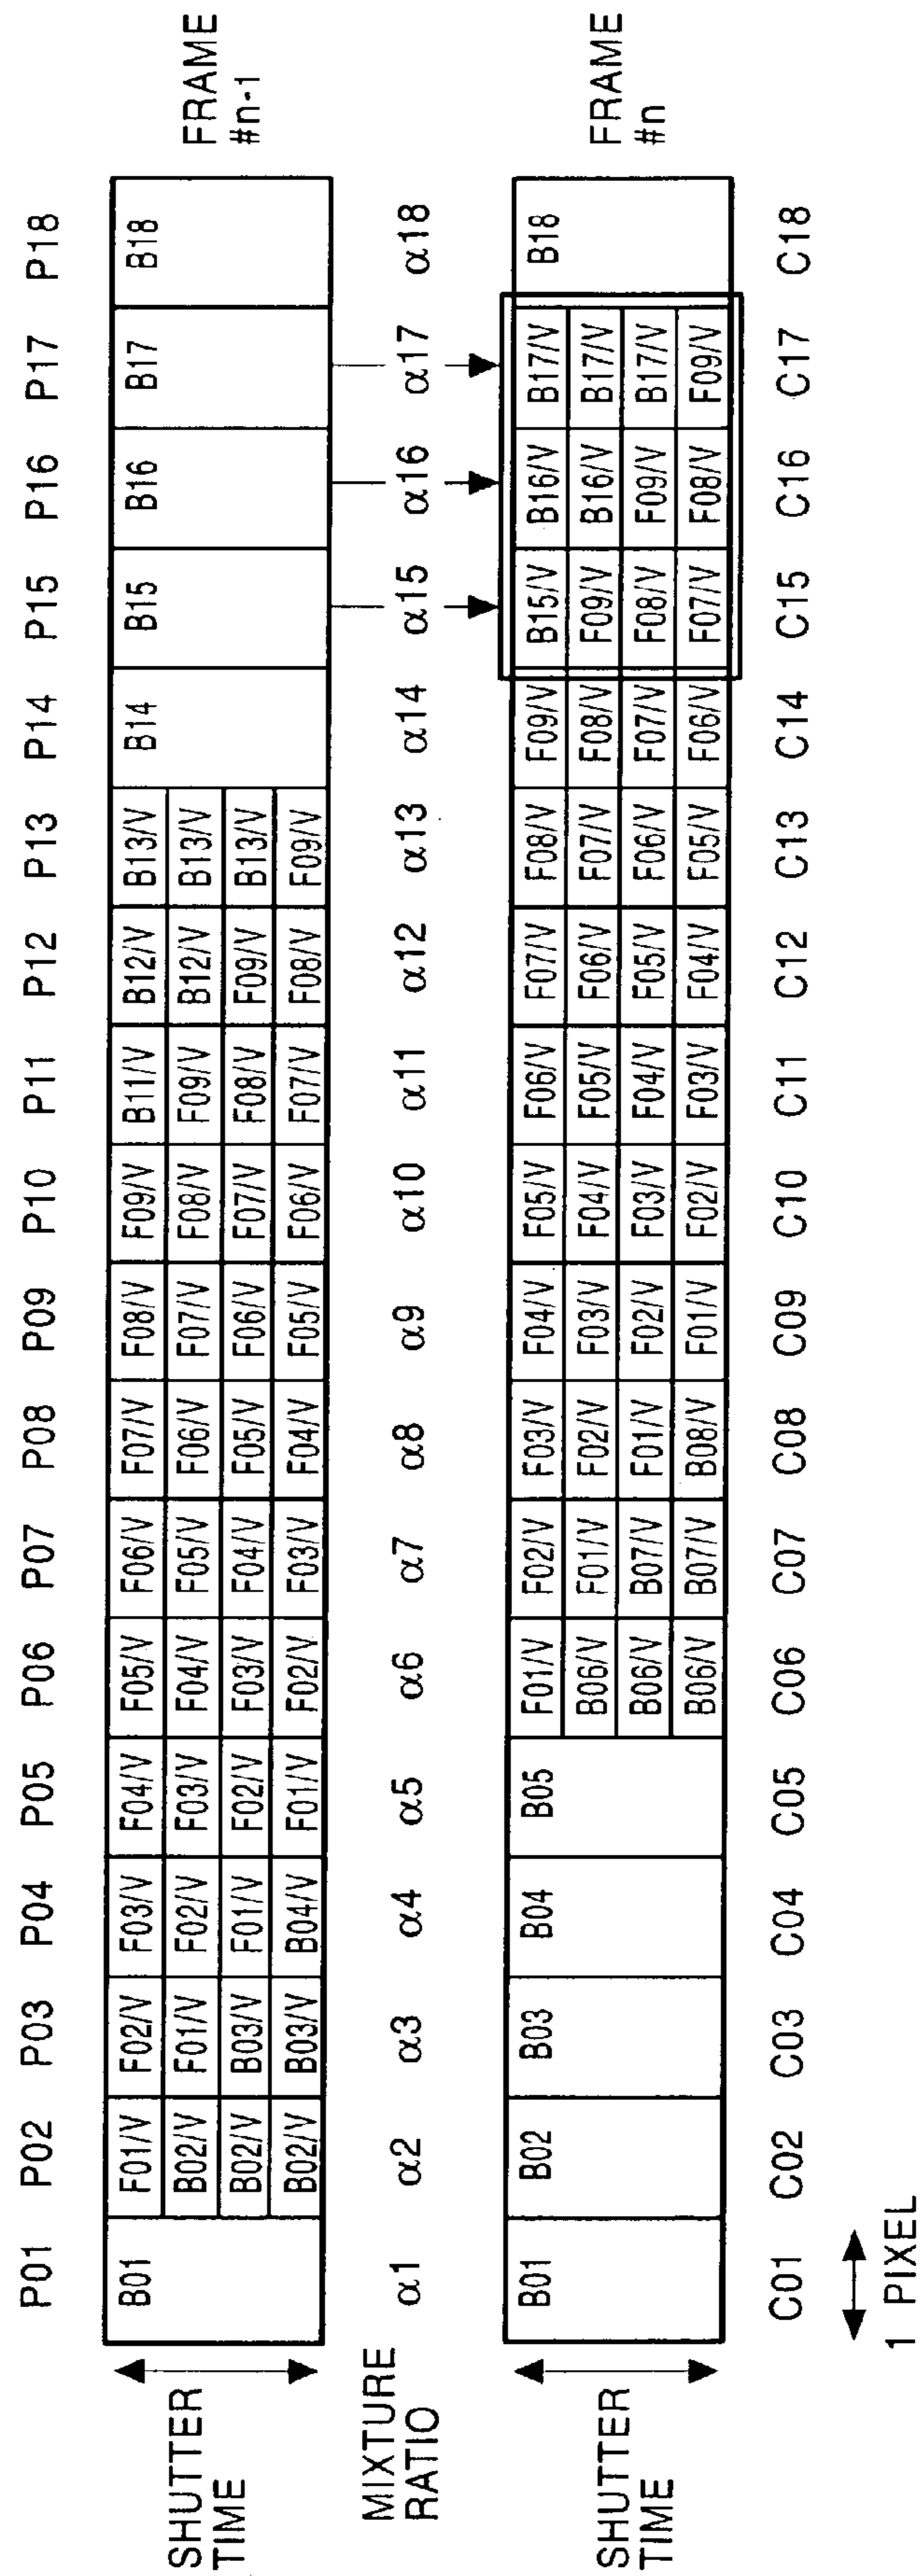 P01 P02 P03 P04 P05 P06 P07 P08 P09 P10 P11 P12 P13 P14 P15 P16 P17 P18
B01 F01/V F02/V F03/V F04/V F05/V F06/V F07/V F08/V F09/V B11/V B12/V B13/V B14 B15 B16 B17 B18
B02/V F01/V F02/V F03/V F04/V F05/V F06/V F07/V F08/V F09/V B12/V B13/V
B02/V B03/V F01/V F02/V F03/V F04/V F05/V F06/V F07/V F08/V F09/V B13/V
B02/V B03/V B04/V F01/V F02/V F03/V F04/V F05/V F06/V F07/V F08/V F09/V
SHUTTER
TIME
FRAME
#n-1
MIXTURE
RATIO
α1 α2 α3 α4 α5 α6 α7 α8 α9 α10 α11 α12 α13 α14 α15 α16 α17 α18
B01 B02 B03 B04 B05 F01/V F02/V F03/V F04/V F05/V F06/V F07/V F08/V F09/V B15/V B16/V B17/V B18
B06/V F01/V F02/V F03/V F04/V F05/V F06/V F07/V F08/V F09/V B16/V B17/V
B06/V B07/V F01/V F02/V F03/V F04/V F05/V F06/V F07/V F08/V F09/V B17/V
B06/V B07/V B08/V F01/V F02/V F03/V F04/V F05/V F06/V F07/V F08/V F09/V
SHUTTER
TIME
FRAME
#n
C01 C02 C03 C04 C05 C06 C07 C08 C09 C10 C11 C12 C13 C14 C15 C16 C17 C18
1 PIXEL